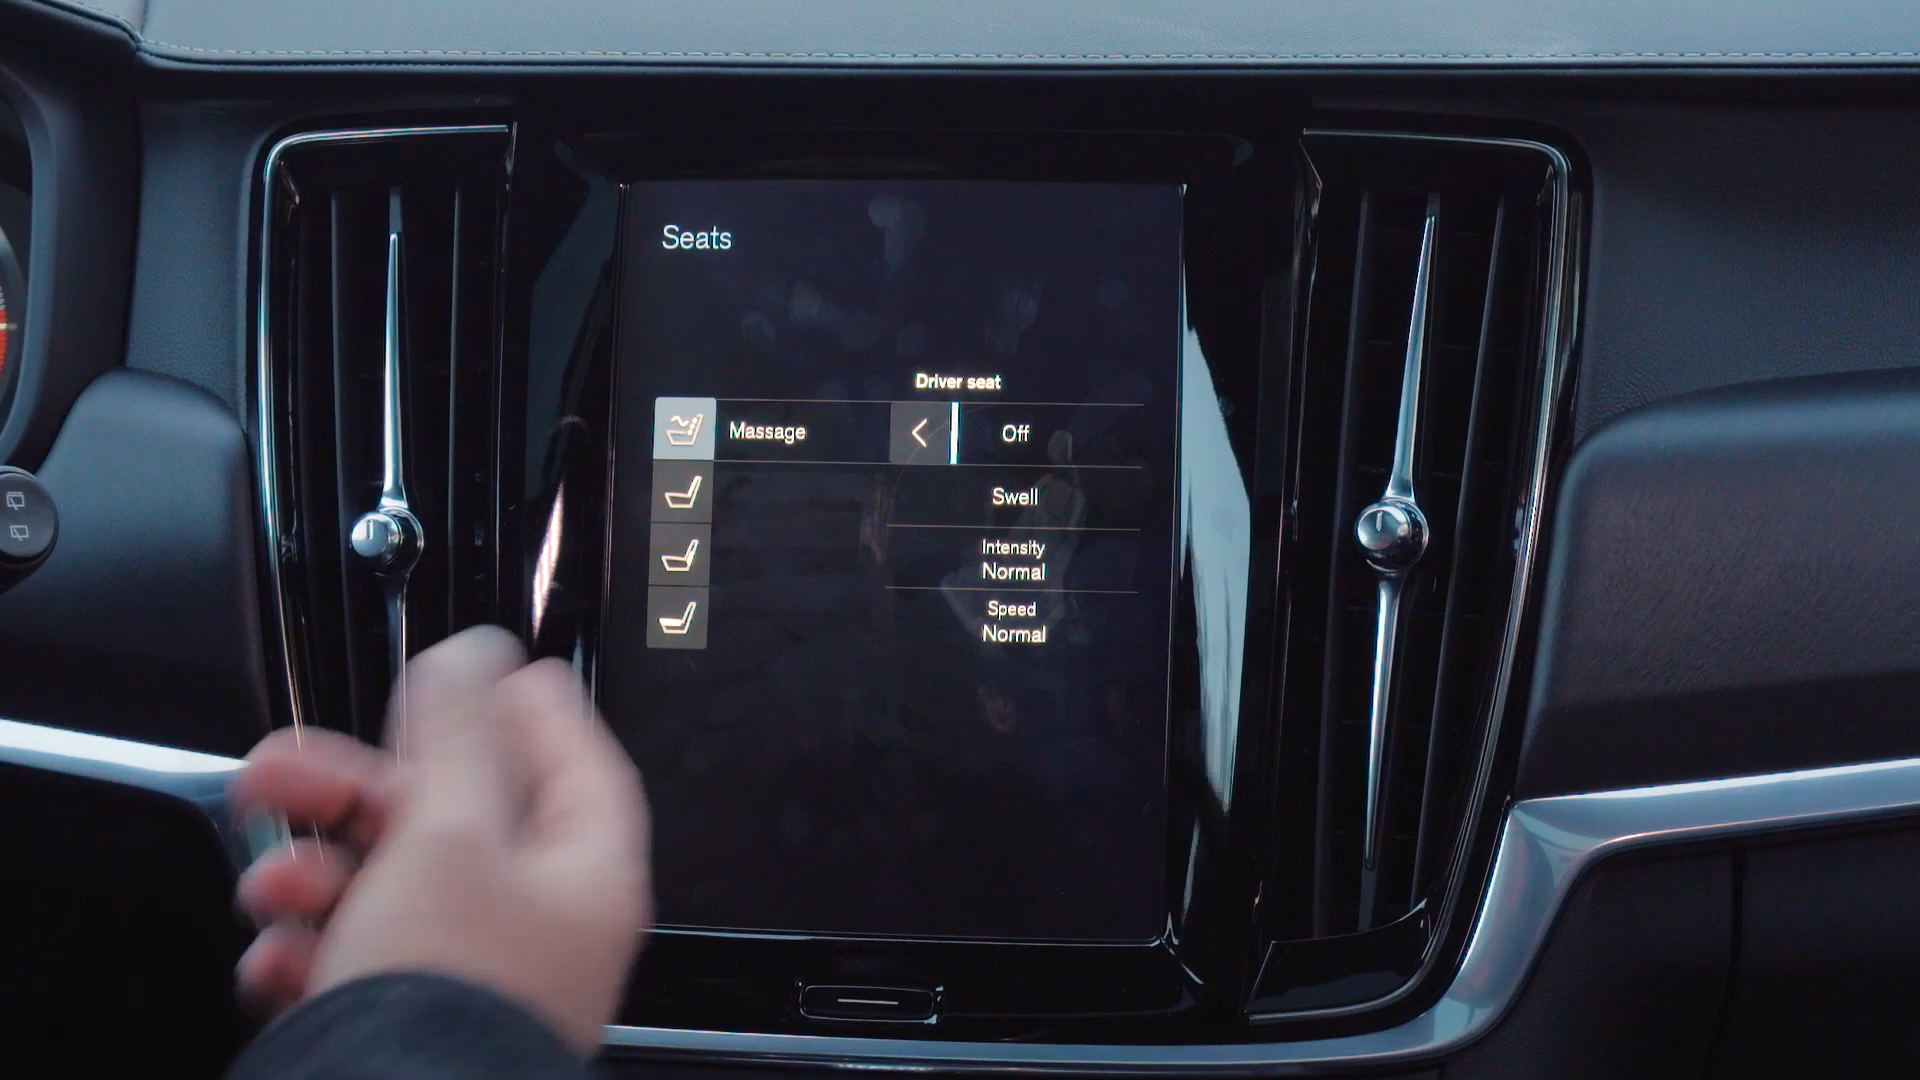 Seats
Driver seat
Massage
Off
Swell
Intensity
Normal
Speed
Normal